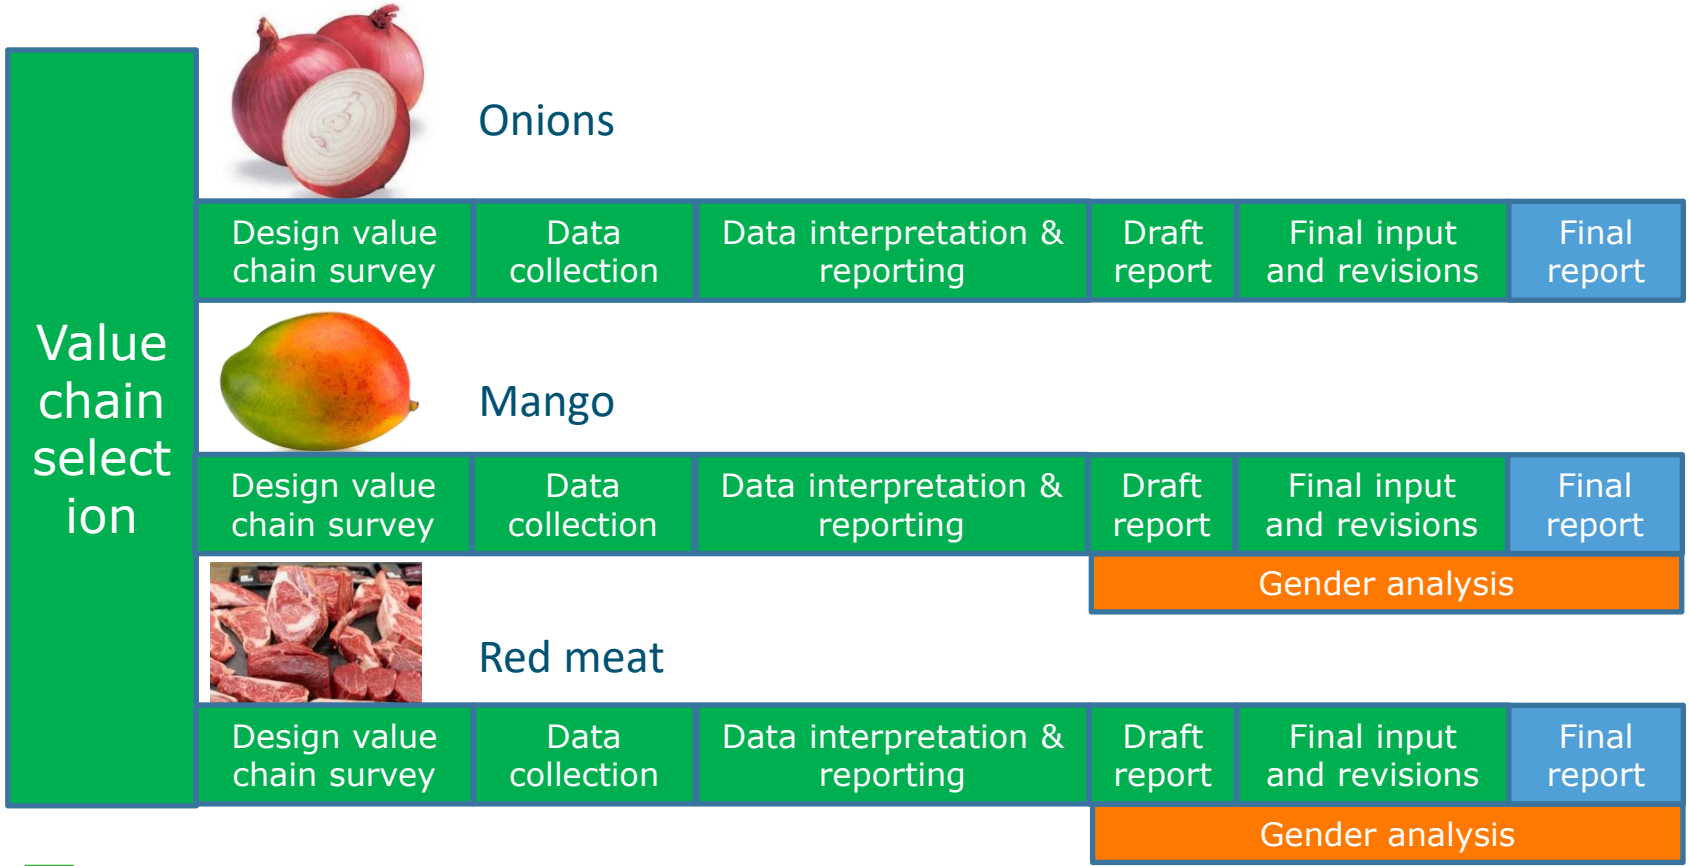 Value
chain
select
ion
Onions
Design value
chain survey
Data
collection
Data interpretation &
reporting
Draft
report
Final input
and revisions
Final
report
Mango
Design value
chain survey
Data
collection
Data interpretation &
reporting
Draft
report
Final input
and revisions
Final
report
Gender analysis
Red meat
Design value
chain survey
Data
collection
Data interpretation &
reporting
Draft
report
Final input
and revisions
Final
report
Gender analysis